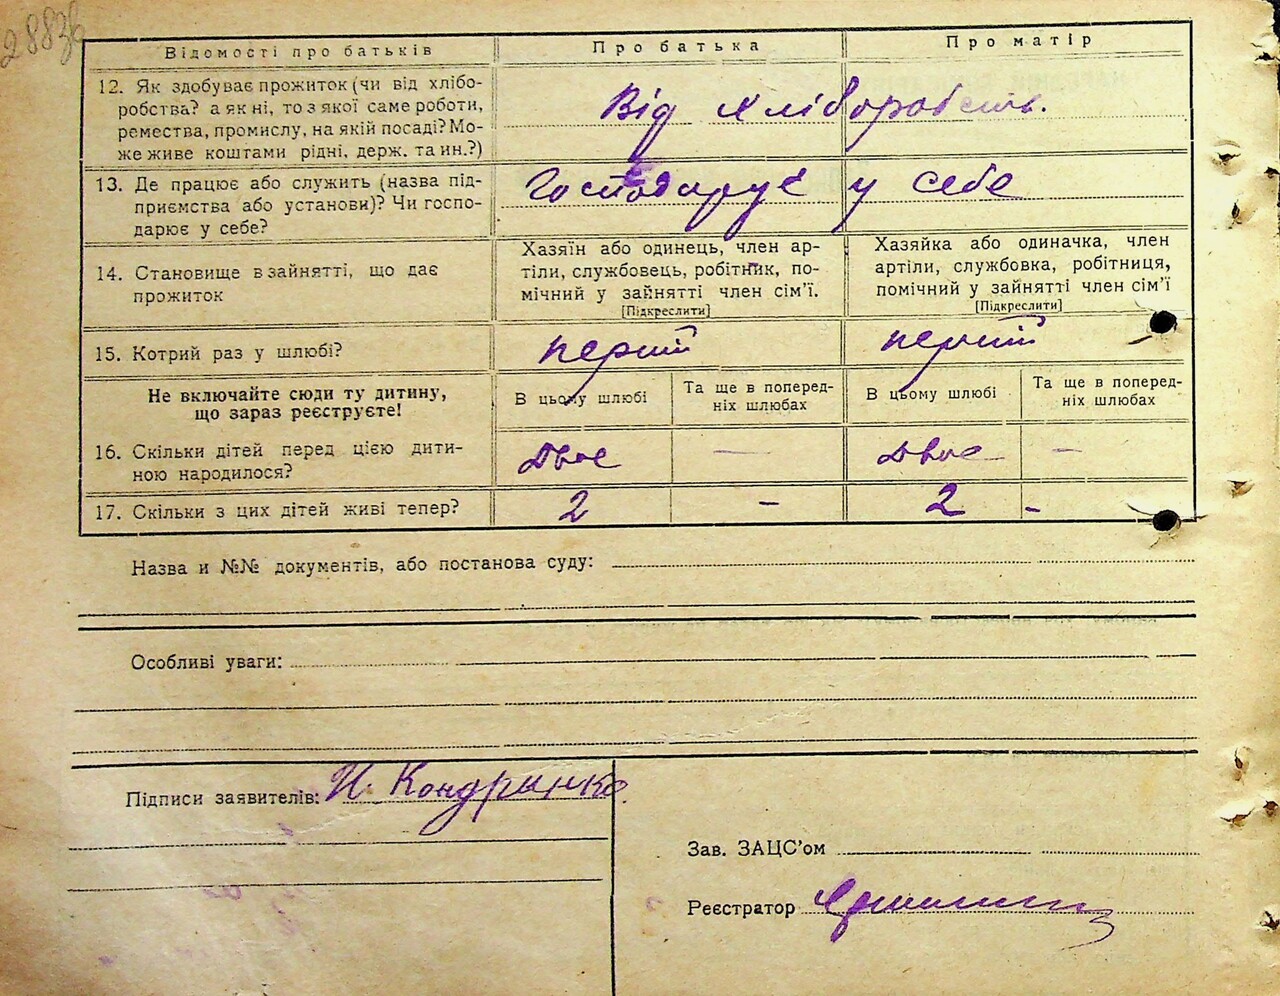 2883б
Відомості про батьків
Про батька
Про матір
12. Як здобуває прожиток (чи від хлібо-
робства? а як ні, то з якої саме роботи,
ремества, промислу, на якій посаді? Мо-
же живе коштами рідні, держ. та ин.?)
Від хліборобств.
13. Де працює або служить (назва під-
приємства або установи)? Чи госпо-
дарює у себе?
Господарує у себе
14. Становище в зайнятті, що дає
прожиток
Хазяїн або одинець, член ар-
тіли, службовець, робітник, по-
мічний у зайнятті член сім’ї.
[Підкреслити]
Хазяйка або одиначка, член
артіли, службовка, робітниця,
помічний у зайнятті член сім’ї
[Підкреслити]
15. Котрий раз у шлюбі?
перший
перший
Не включайте сюди ту дитину,
що зараз реєструєте!
В цьому шлюбі
Та ще в поперед-
ніх шлюбах
В цьому шлюбі
Та ще в поперед-
ніх шлюбах
16. Скільки дітей перед цією дити-
ною народилося?
Двоє
—
Двоє
—
17. Скільки з цих дітей живі тепер?
2
–
2
–
Назва и №№ документів, або постанова суду:
Особливі уваги:
Підписи заявителів: И. Кондр
Зав. ЗАЦС’ом
Реєстратор